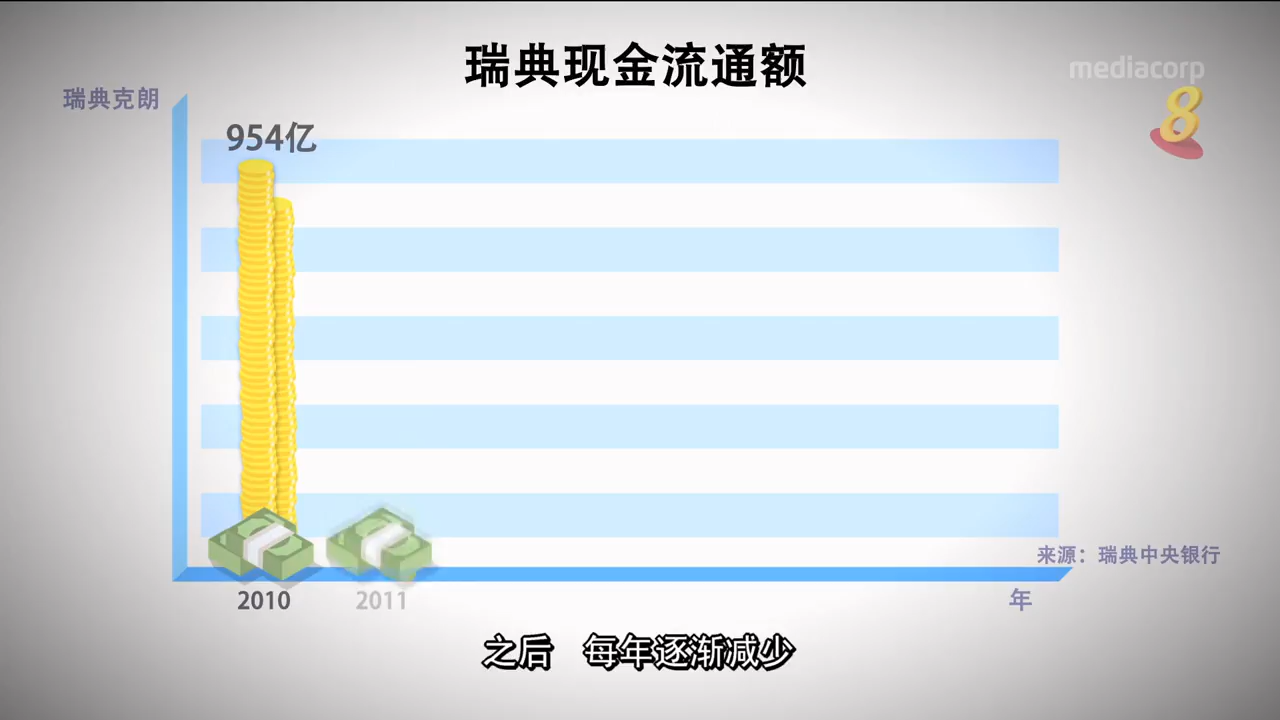 瑞典现金流通额
mediacorp
8
瑞典克朗
954亿
来源：瑞典中央银行
2010
2011
年
之后 每年逐渐减少